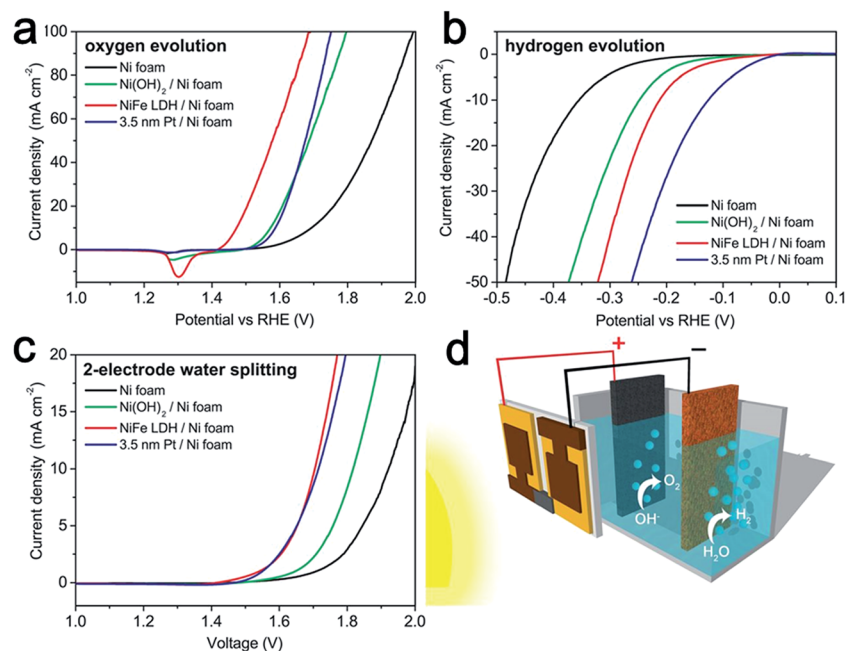 a
oxygen evolution
Ni foam
Ni(OH)₂ / Ni foam
NiFe LDH / Ni foam
3.5 nm Pt / Ni foam
Current density (mA cm⁻²)
100
80
60
40
20
0
1.0 1.2 1.4 1.6 1.8 2.0
Potential vs RHE (V)
b
hydrogen evolution
Ni foam
Ni(OH)₂ / Ni foam
NiFe LDH / Ni foam
3.5 nm Pt / Ni foam
Current density (mA cm⁻²)
0
-10
-20
-30
-40
-50
-0.5 -0.4 -0.3 -0.2 -0.1 0.0 0.1
Potential vs RHE (V)
c
2-electrode water splitting
Ni foam
Ni(OH)₂ / Ni foam
NiFe LDH / Ni foam
3.5 nm Pt / Ni foam
Current density (mA cm⁻²)
20
15
10
5
0
1.0 1.2 1.4 1.6 1.8 2.0
Voltage (V)
d
+
−
O₂
OH⁻
H₂
H₂O